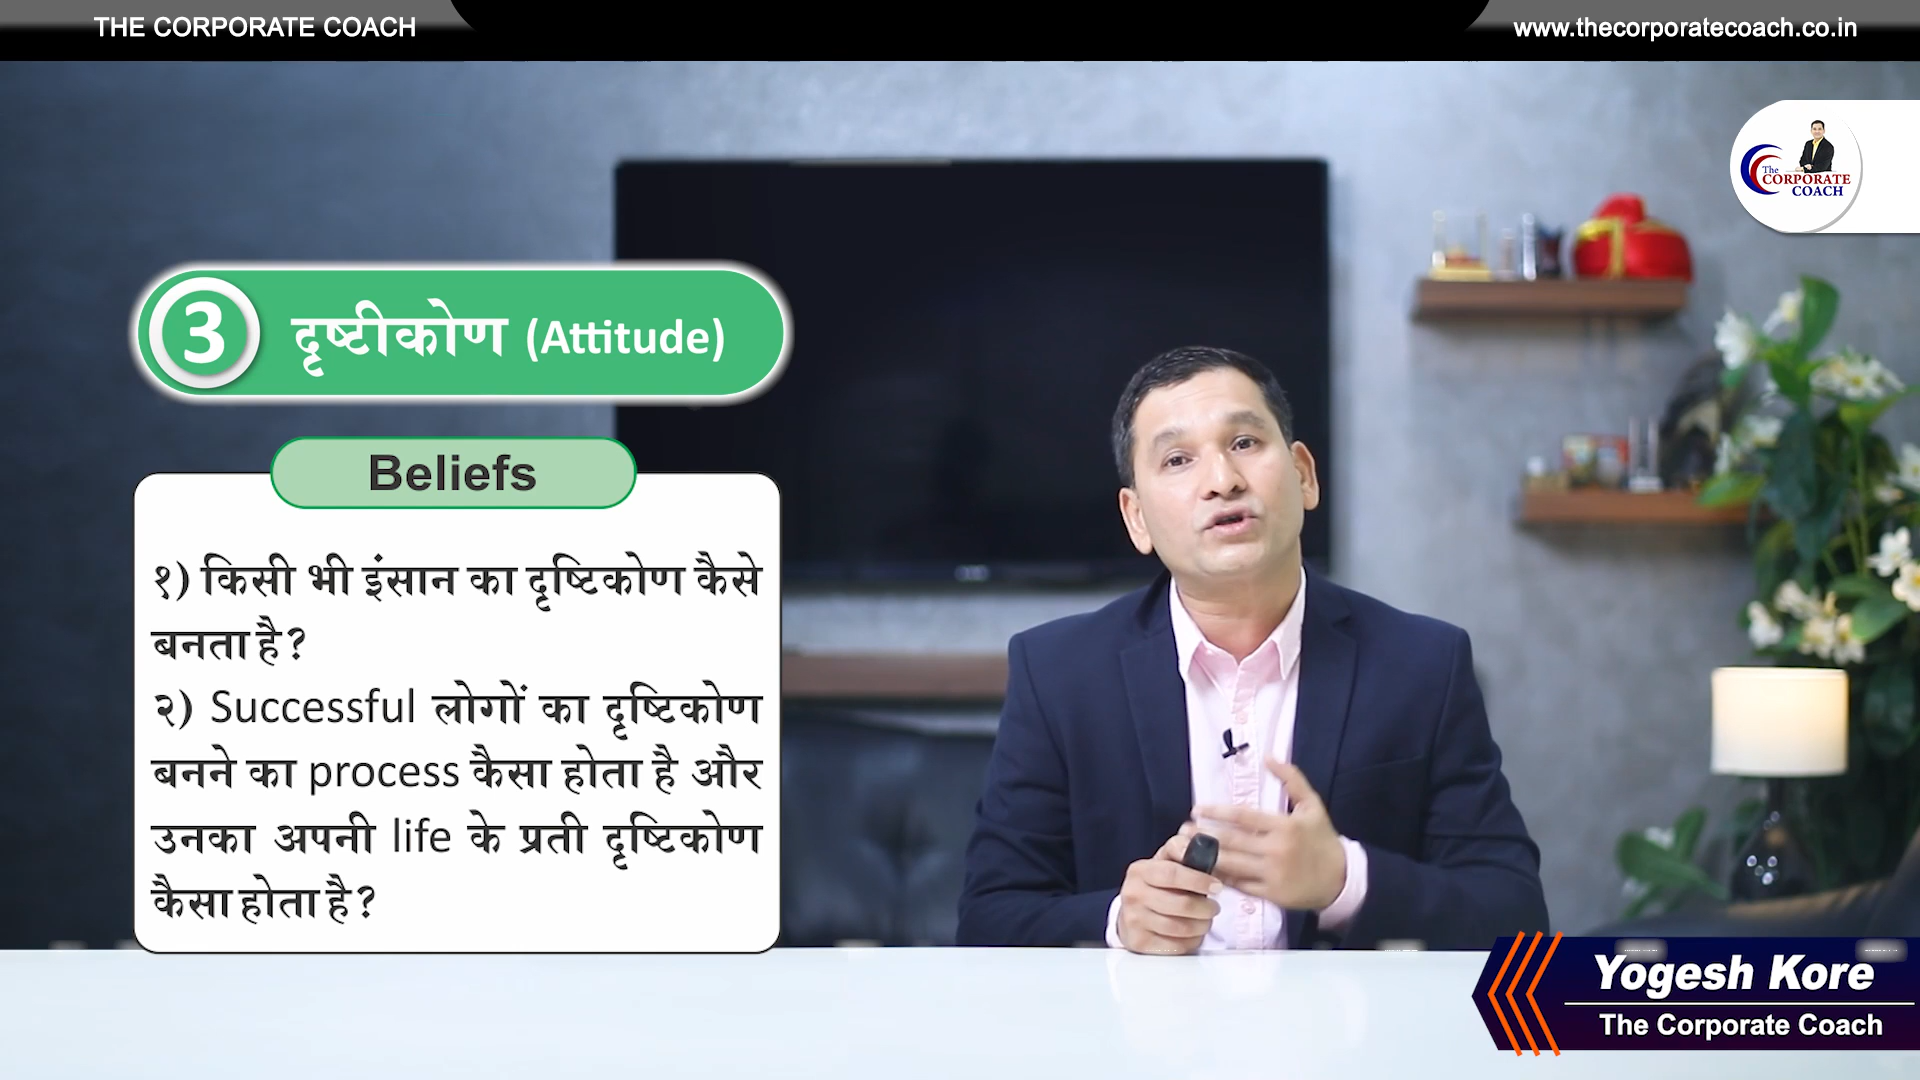 THE CORPORATE COACH
www.thecorporatecoach.co.in
The
CORPORATE
COACH
3 दृष्टीकोण (Attitude)
Beliefs
१) किसी भी इंसान का दृष्टिकोण कैसे
बनता है?
२) Successful लोगों का दृष्टिकोण
बनने का process कैसा होता है और
उनका अपनी life के प्रती दृष्टिकोण
कैसा होता है?
Yogesh Kore
The Corporate Coach